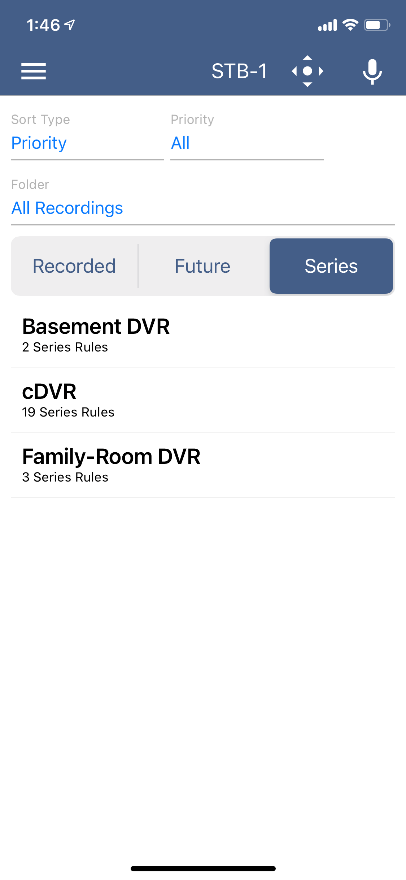 1:46
STB-1
Sort Type
Priority
Priority
All
Folder
All Recordings
Recorded
Future
Series
Basement DVR
2 Series Rules
cDVR
19 Series Rules
Family-Room DVR
3 Series Rules